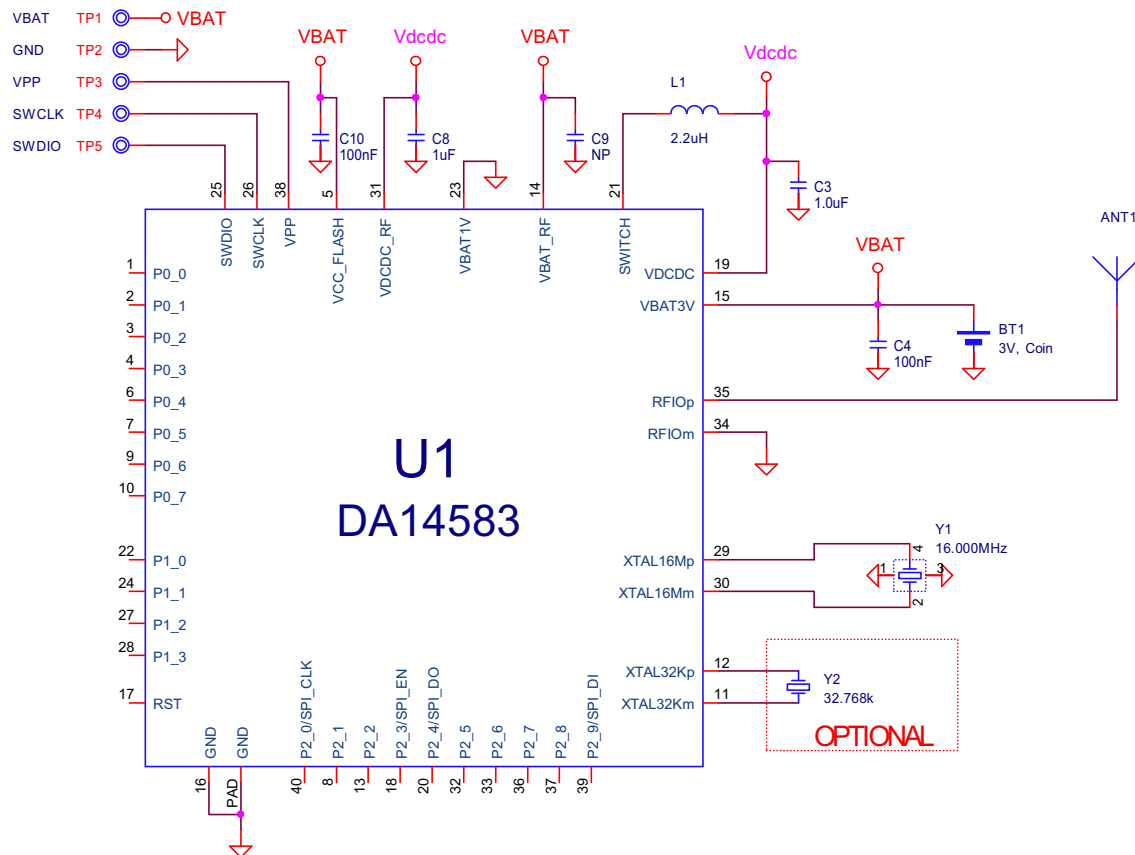 VBAT TP1 VBAT
GND TP2
VPP TP3
SWCLK TP4
SWDIO TP5
VBAT
Vdcdc
VBAT
Vdcdc
C10
100nF
C8
1uF
C9
NP
L1
2.2uH
C3
1.0uF
ANT1
25 SWDIO
26 SWCLK
38 VPP
5 VCC_FLASH
31 VDCDC_RF
23 VBAT1V
14 VBAT_RF
21 SWITCH
1 P0_0
2 P0_1
3 P0_2
4 P0_3
6 P0_4
7 P0_5
9 P0_6
10 P0_7
22 P1_0
24 P1_1
27 P1_2
28 P1_3
17 RST
U1
DA14583
VDCDC 19
VBAT3V 15
RFIOp 35
RFIOm 34
XTAL16Mp 29
XTAL16Mm 30
XTAL32Kp 12
XTAL32Km 11
VBAT
C4
100nF
BT1
3V, Coin
Y1
16.000MHz
4
1
3
2
Y2
32.768k
OPTIONAL
GND 16
GND PAD
P2_0/SPI_CLK 40
P2_1 8
P2_2 13
P2_3/SPI_EN 18
P2_4/SPI_DO 20
P2_5 32
P2_6 33
P2_7 36
P2_8 37
P2_9/SPI_DI 39